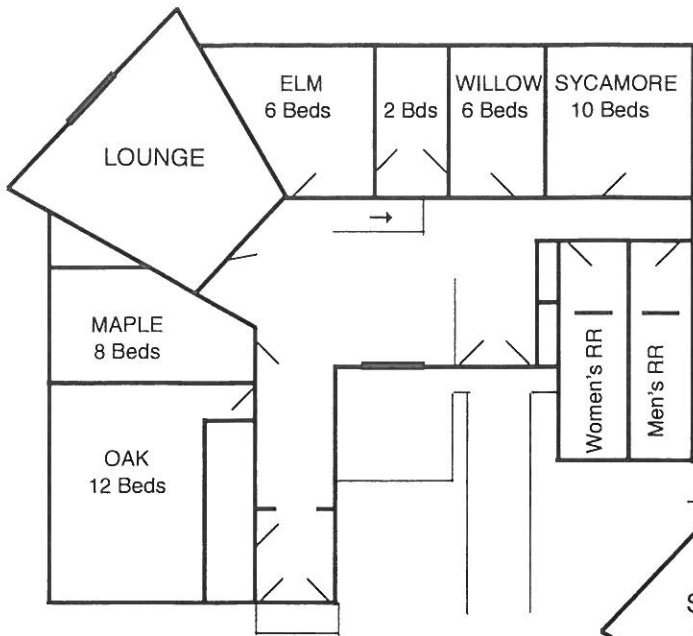 ELM
6 Beds
2 Bds
WILLOW
6 Beds
SYCAMORE
10 Beds
LOUNGE
MAPLE
8 Beds
Women's RR
Men's RR
OAK
12 Beds
S